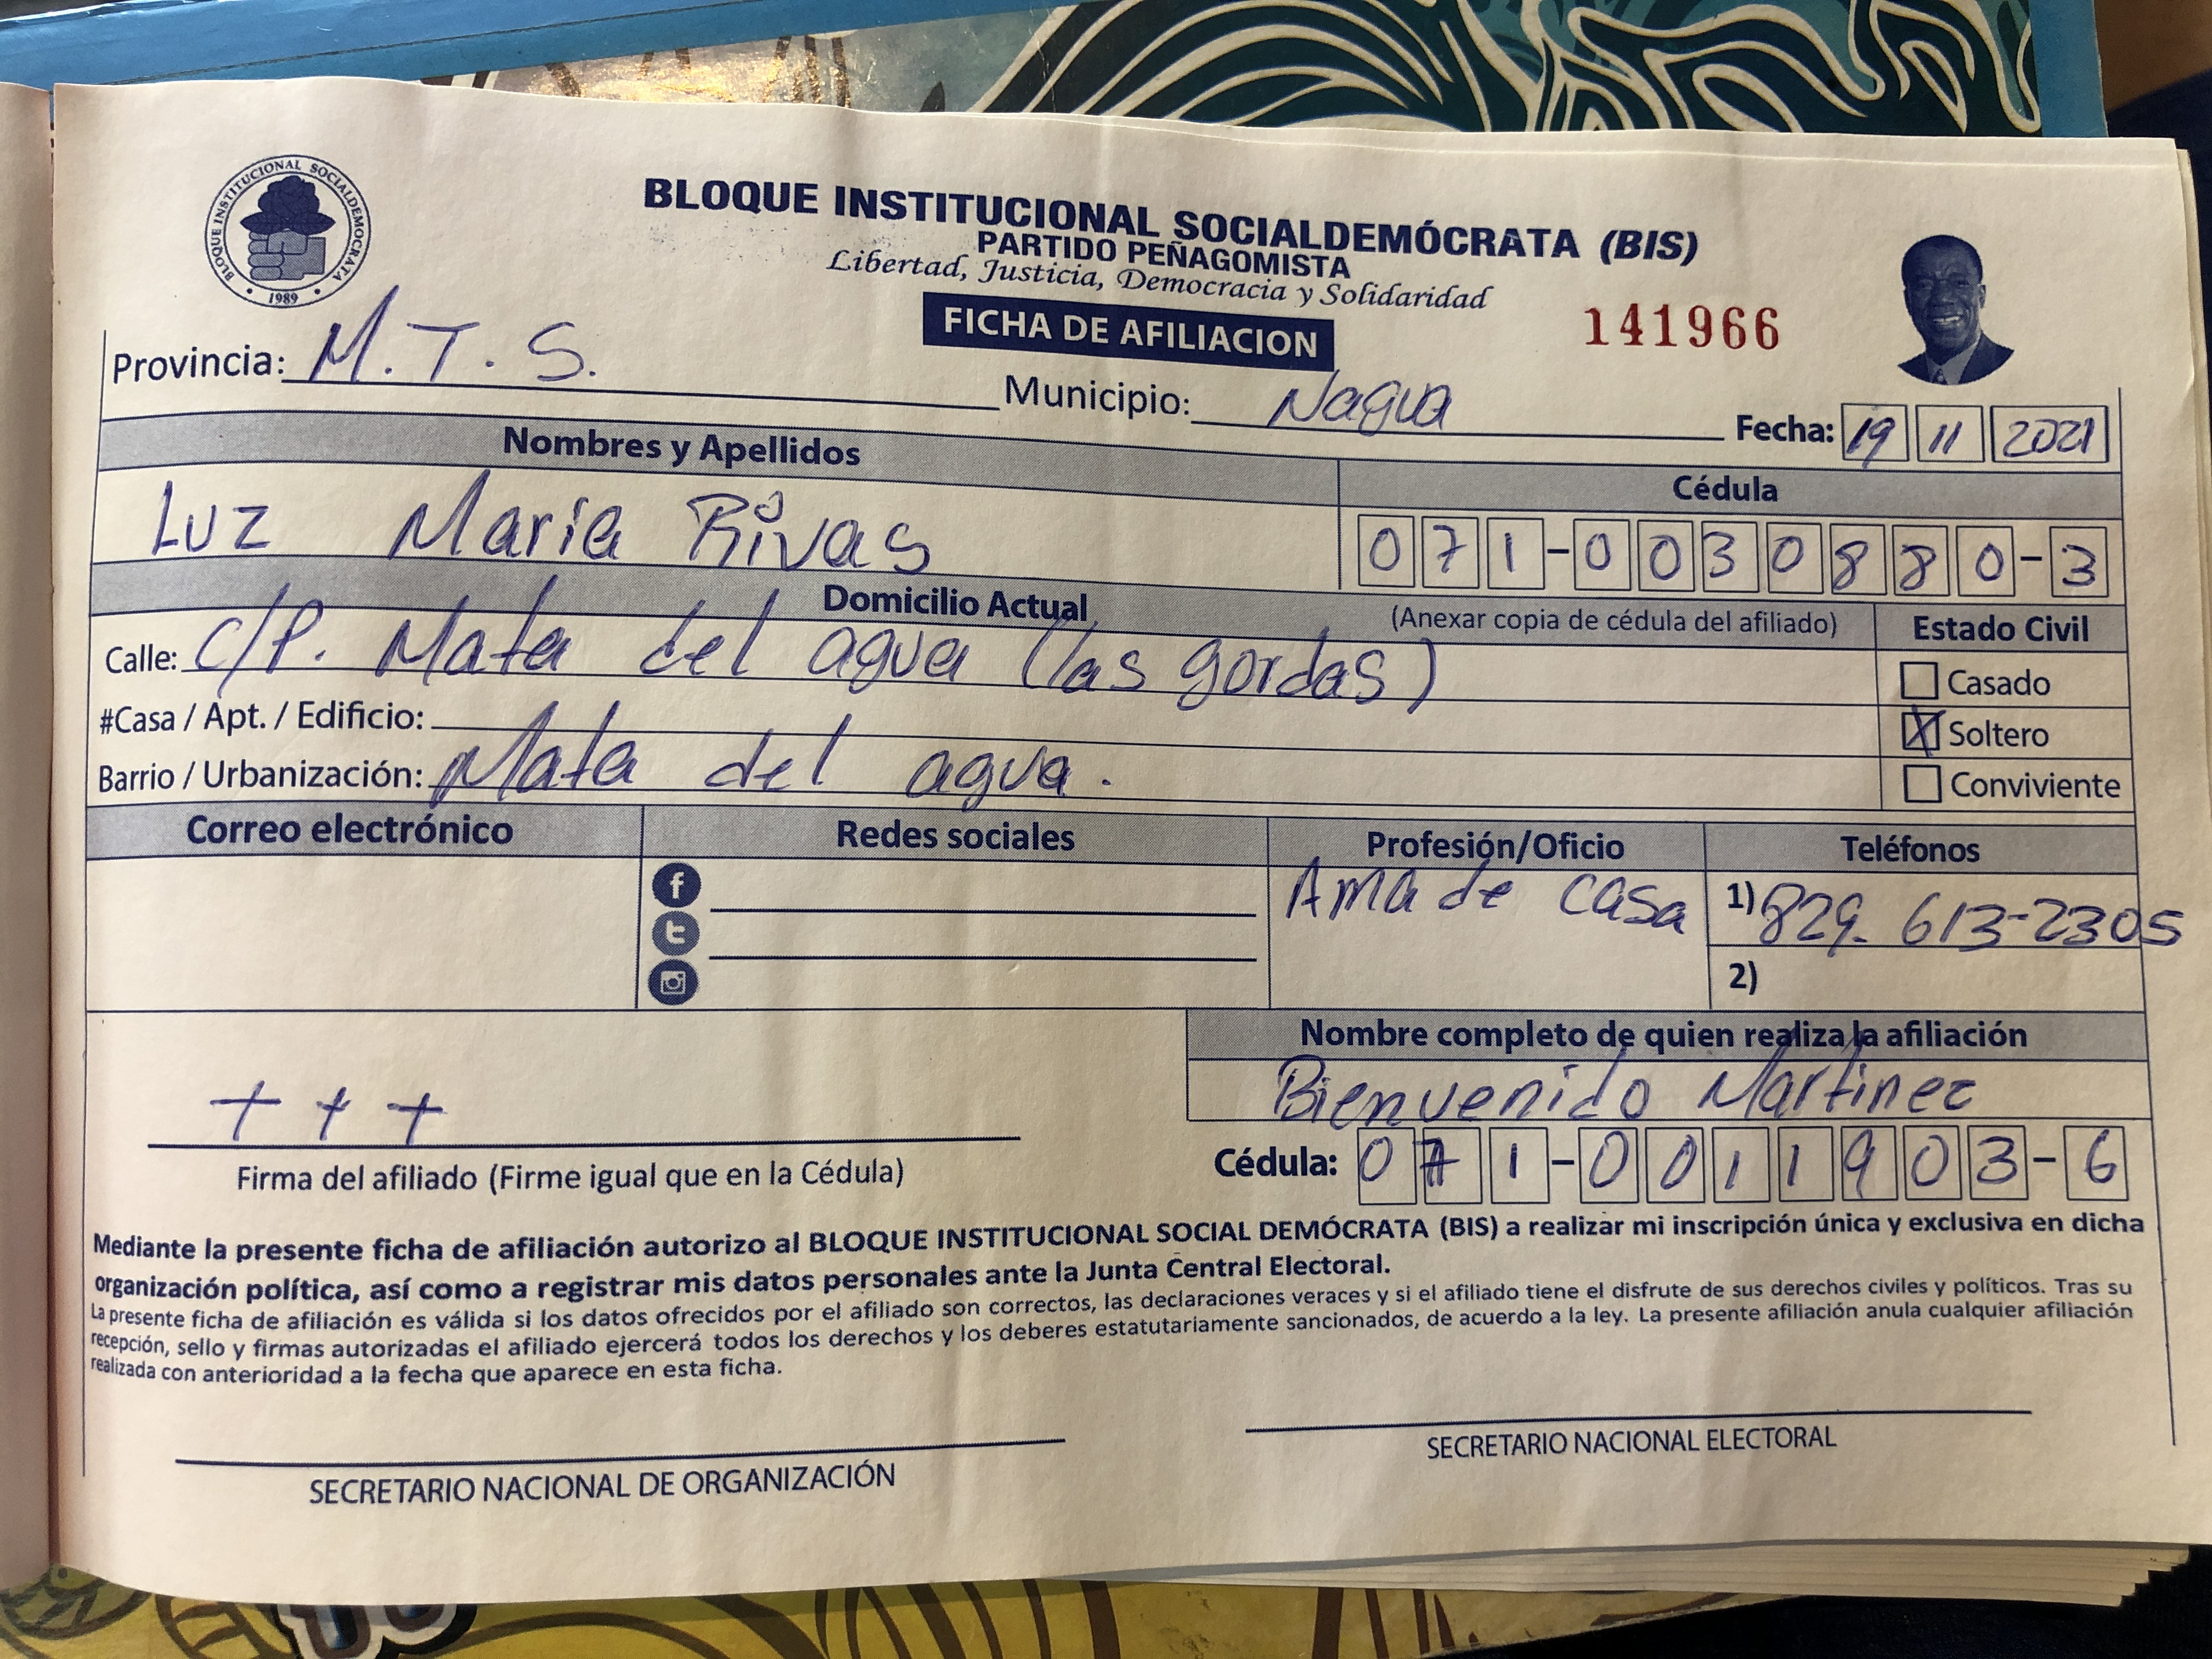 BLOQUE INSTITUCIONAL SOCIALDEMOCRATA
1989
BLOQUE INSTITUCIONAL SOCIALDEMÓCRATA (BIS)
PARTIDO PEÑAGOMISTA
Libertad, Justicia, Democracia y Solidaridad
FICHA DE AFILIACION
141966
Provincia: M.T.S.
Municipio: Nagua
Fecha: 19 11 2021
Nombres y Apellidos
Cédula
Luz Maria Rivas
071-0030880-3
Domicilio Actual
(Anexar copia de cédula del afiliado)
Estado Civil
Calle: C/P. Mata del agua (las gordas)
Casado
#Casa / Apt. / Edificio:
X Soltero
Barrio / Urbanización: Mata del agua.
Conviviente
Correo electrónico
Redes sociales
Profesión/Oficio
Teléfonos
f
t
Ama de casa
1) 829-613-2305
2)
Nombre completo de quien realiza la afiliación
Bienvenido Martinez
+ + +
Firma del afiliado (Firme igual que en la Cédula)
Cédula: 071-0011903-6
Mediante la presente ficha de afiliación autorizo al BLOQUE INSTITUCIONAL SOCIAL DEMÓCRATA (BIS) a realizar mi inscripción única y exclusiva en dicha
organización política, así como a registrar mis datos personales ante la Junta Central Electoral.
La presente ficha de afiliación es válida si los datos ofrecidos por el afiliado son correctos, las declaraciones veraces y si el afiliado tiene el disfrute de sus derechos civiles y políticos. Tras su
recepción, sello y firmas autorizadas el afiliado ejercerá todos los derechos y los deberes estatutariamente sancionados, de acuerdo a la ley. La presente afiliación anula cualquier afiliación
realizada con anterioridad a la fecha que aparece en esta ficha.
SECRETARIO NACIONAL DE ORGANIZACIÓN
SECRETARIO NACIONAL ELECTORAL